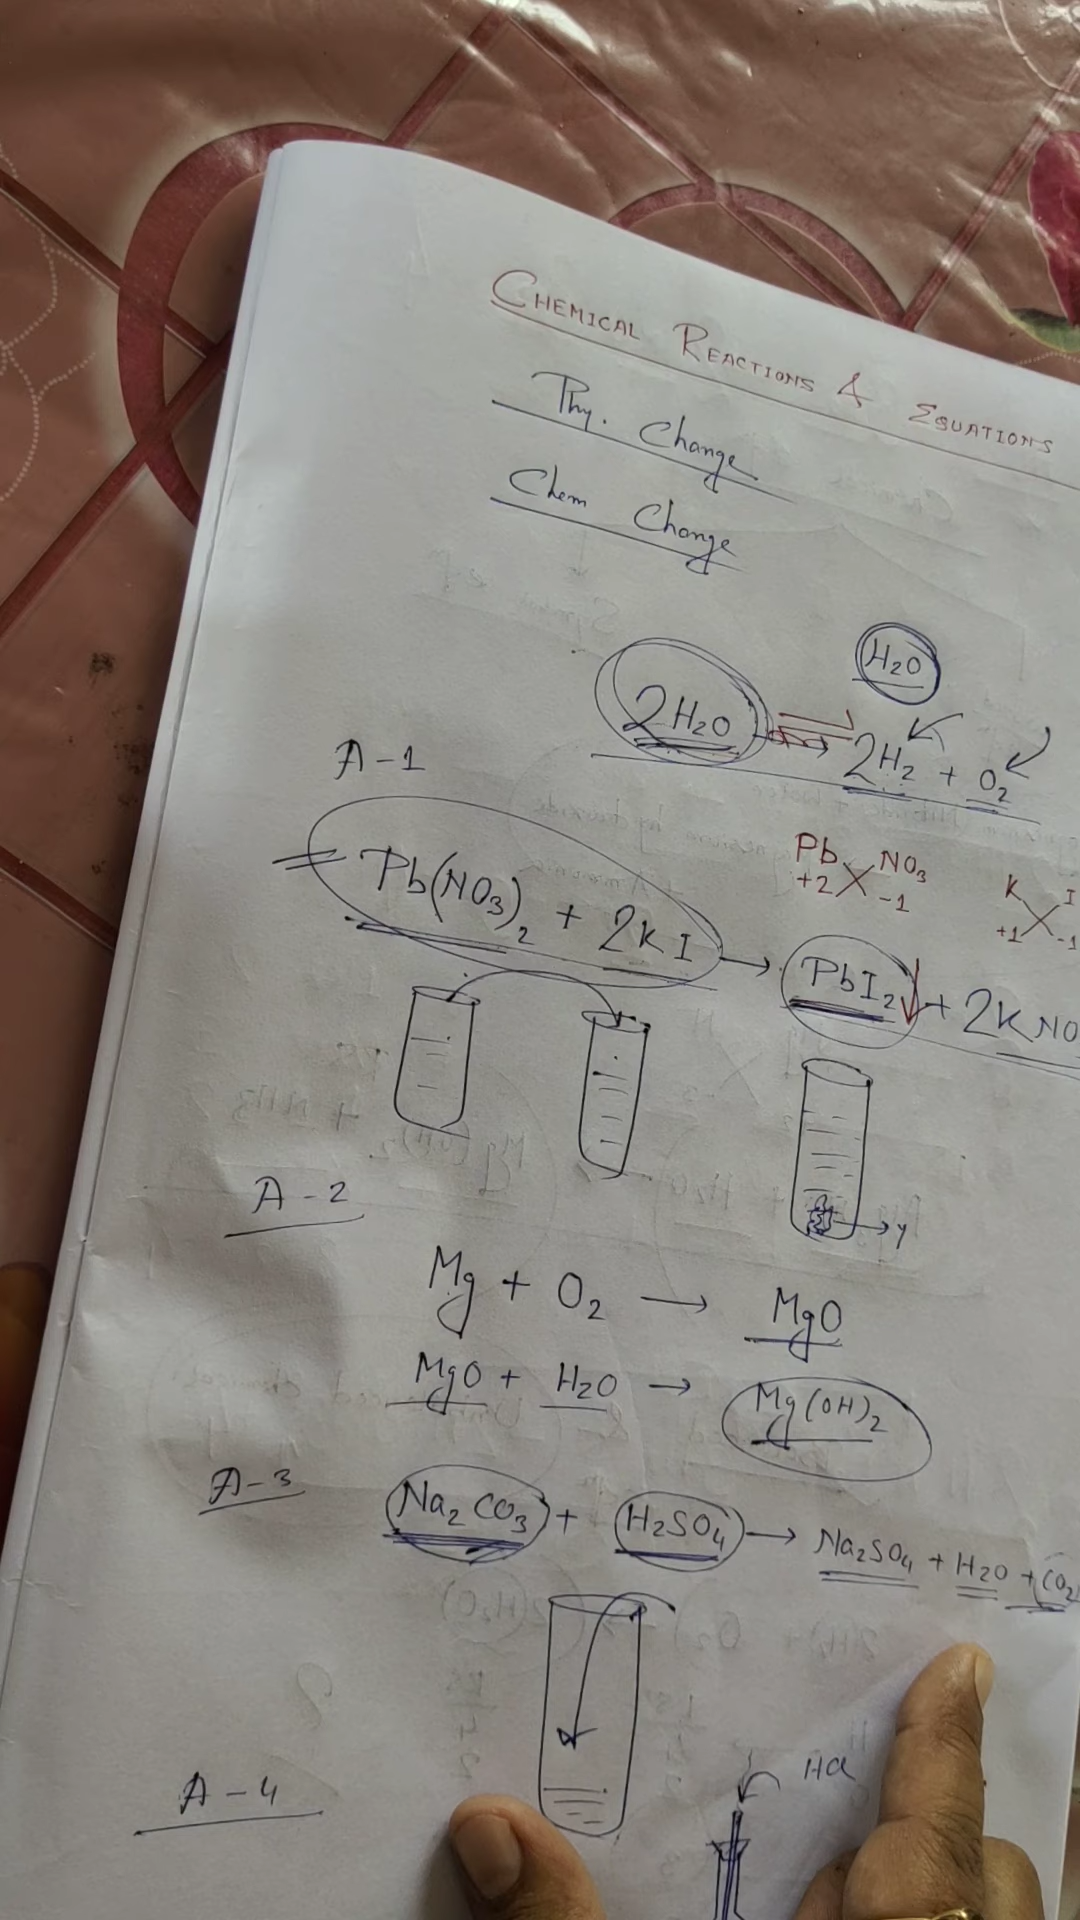 CHEMICAL REACTIONS & EQUATIONS
Phy. Change
Chem Change
H2O
2H2O → 2H2 + O2
A-1
Pb NO3
+2 -1
K I
+1 -1
Pb(NO3)2 + 2KI → PbI2↓ + 2KNO
y
A-2
Mg + O2 → MgO
MgO + H2O → Mg(OH)2
A-3
Na2CO3 + H2SO4 → Na2SO4 + H2O + CO2
A-4
HCl